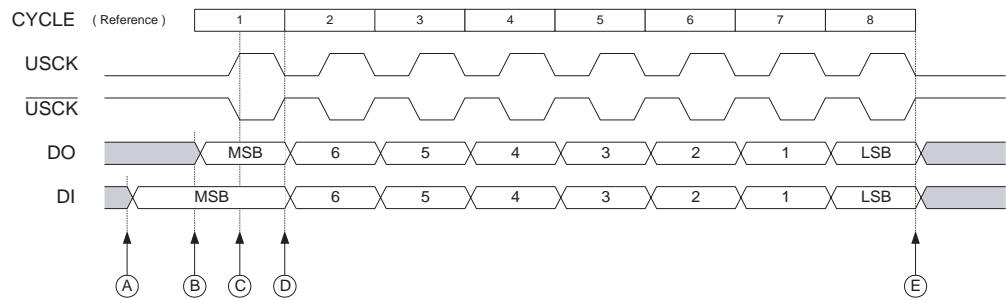 CYCLE ( Reference ) 1 2 3 4 5 6 7 8
USCK
USCK
DO MSB 6 5 4 3 2 1 LSB
DI MSB 6 5 4 3 2 1 LSB
A B C D E